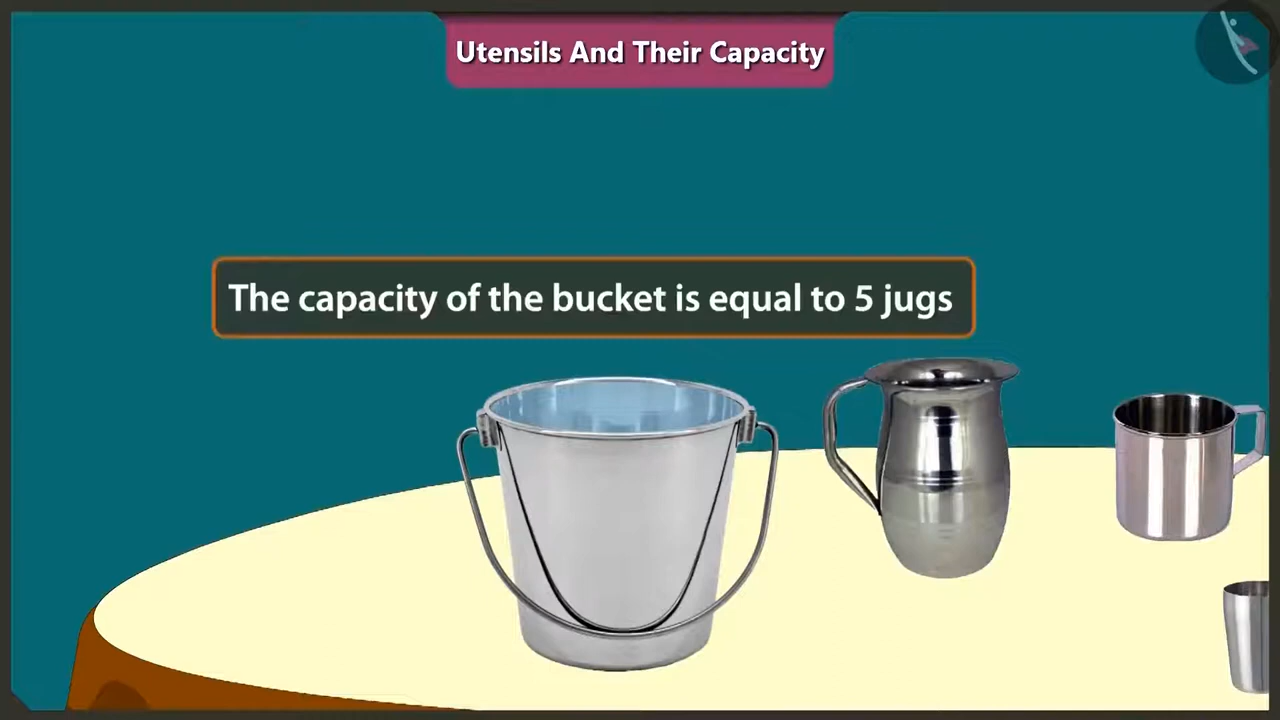 Utensils And Their Capacity
The capacity of the bucket is equal to 5 jugs